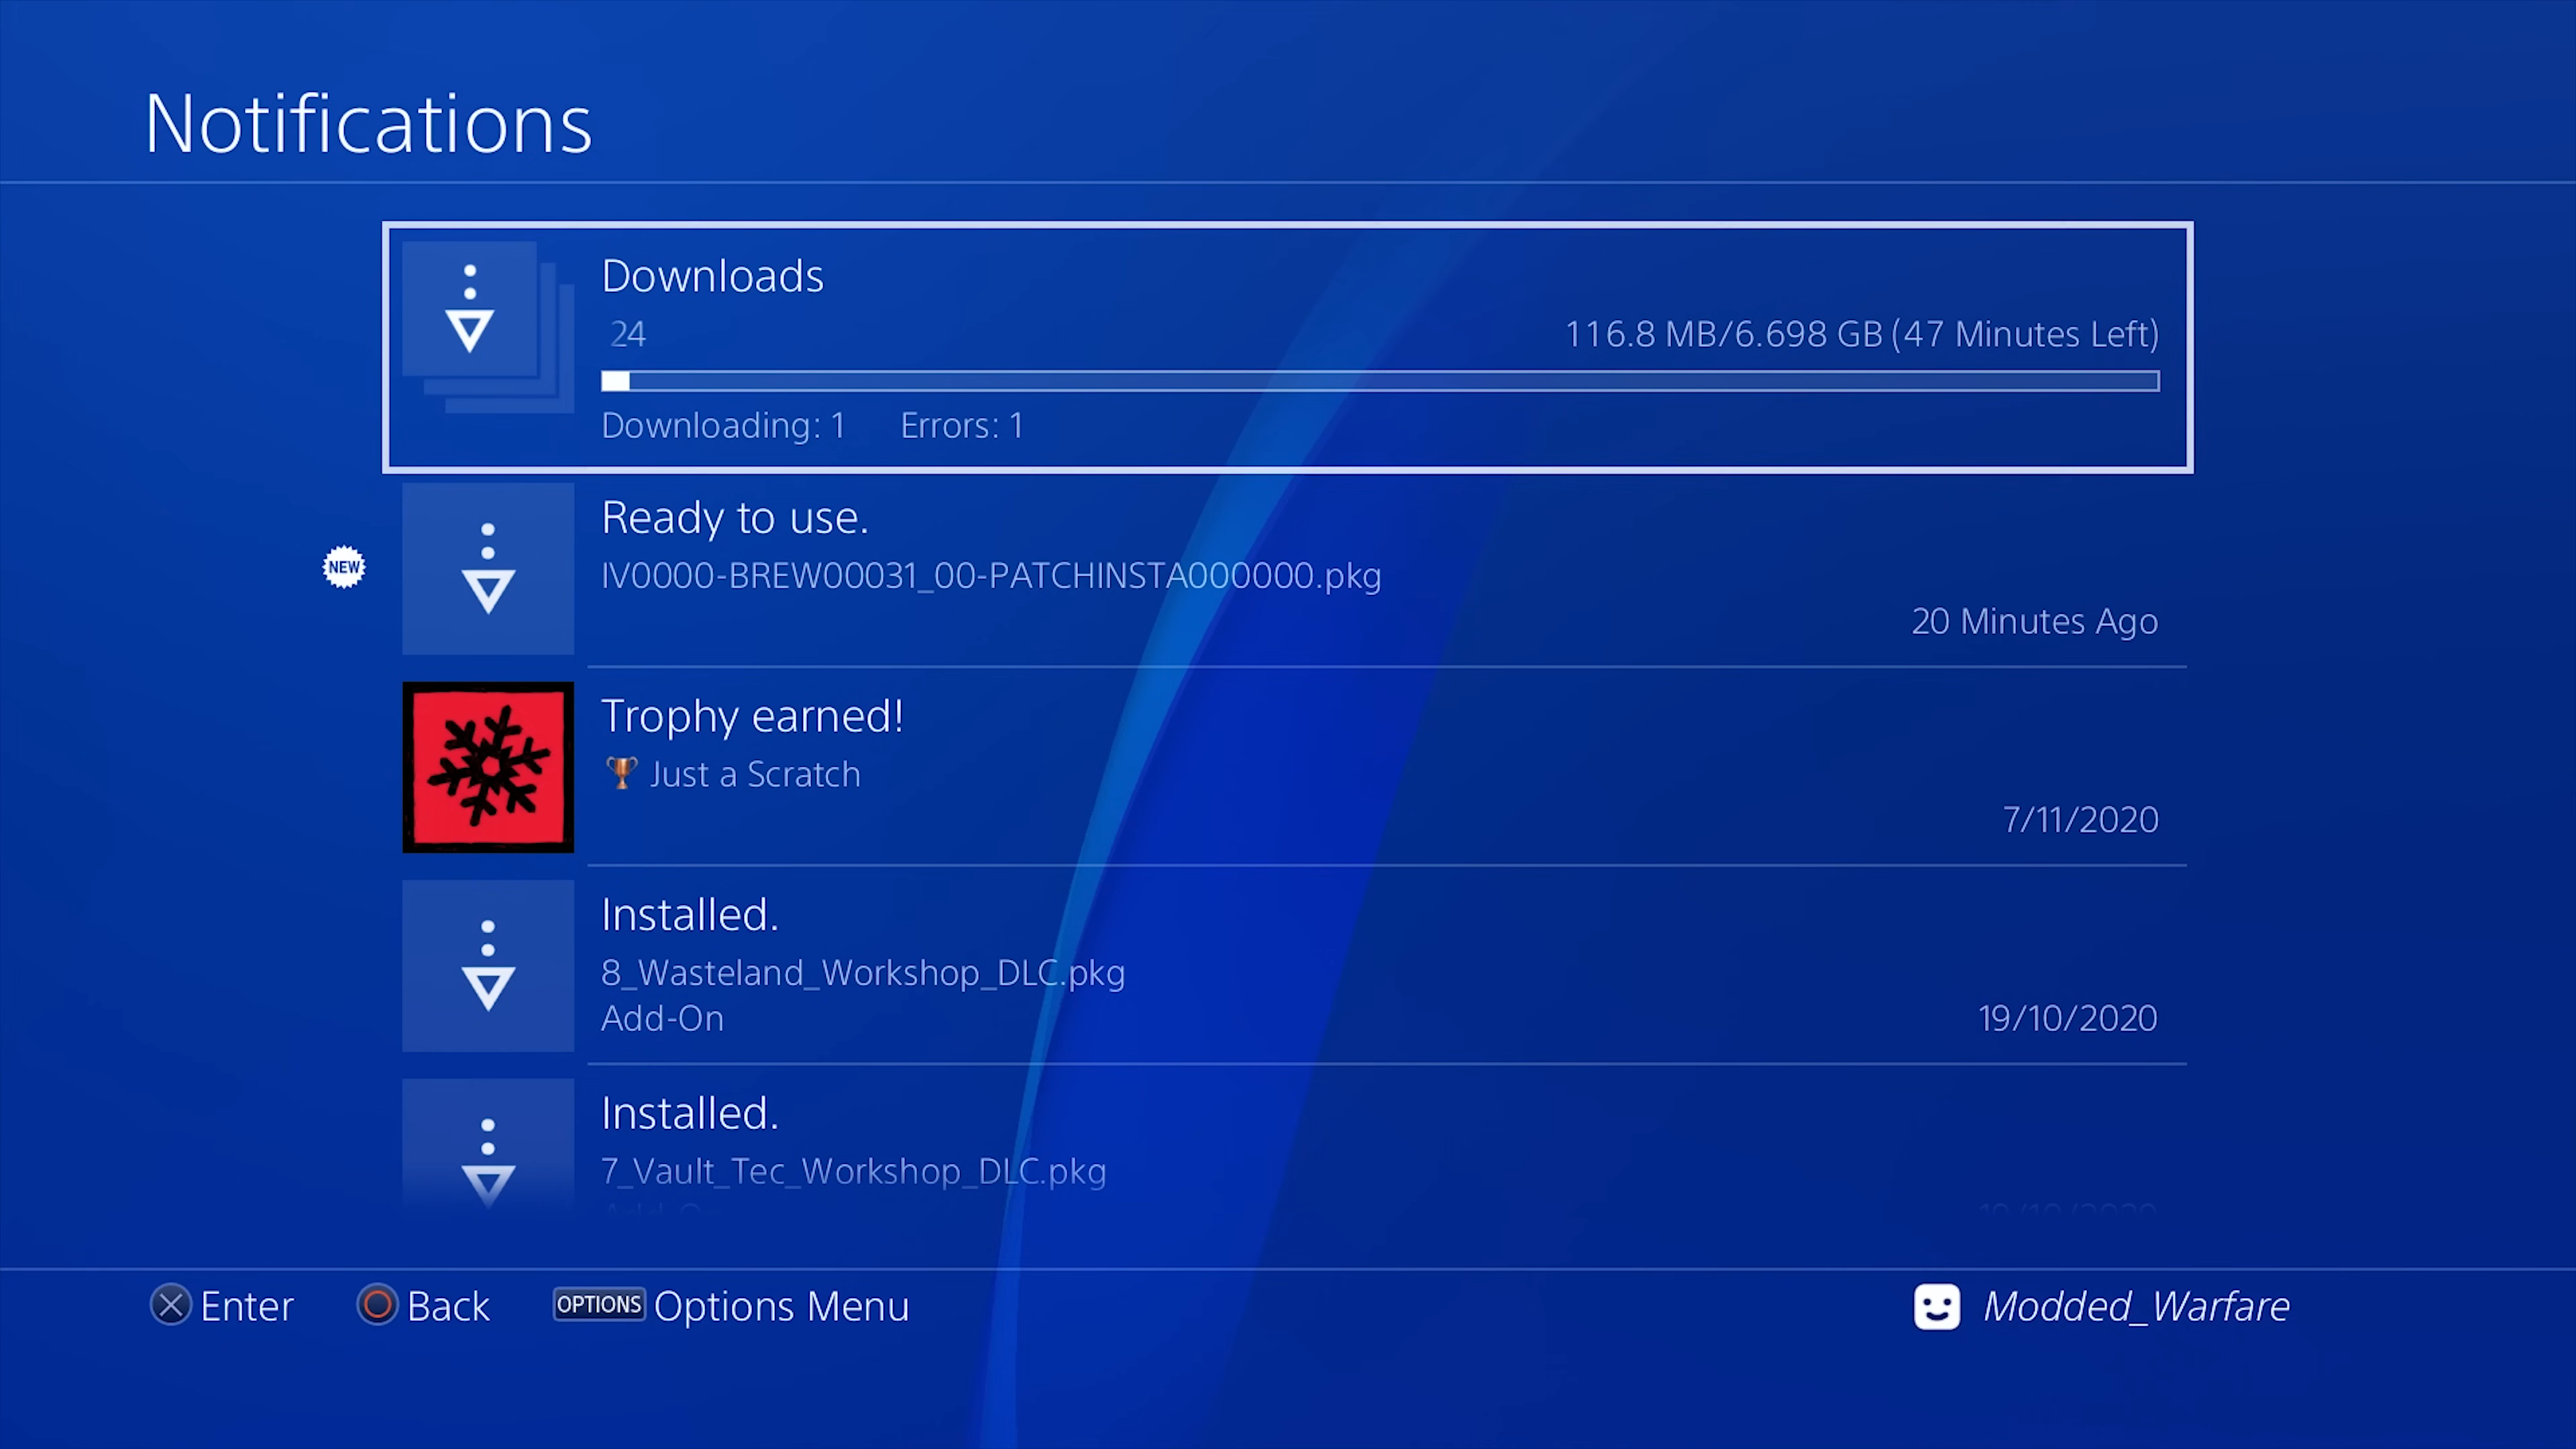 Notifications
Downloads
24
116.8 MB/6.698 GB (47 Minutes Left)
Downloading: 1 Errors: 1
NEW
Ready to use.
IV0000-BREW00031_00-PATCHINSTA000000.pkg
20 Minutes Ago
Trophy earned!
Just a Scratch
7/11/2020
Installed.
8_Wasteland_Workshop_DLC.pkg
Add-On
19/10/2020
Installed.
7_Vault_Tec_Workshop_DLC.pkg
Enter Back OPTIONS Options Menu Modded_Warfare